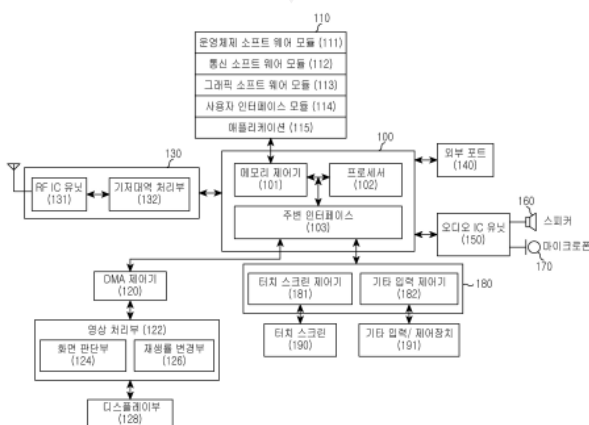 110
운영체제 소프트 웨어 모듈 (111)
통신 소프트 웨어 모듈 (112)
그래픽 소프트 웨어 모듈 (113)
사용자 인터페이스 모듈 (114)
애플리케이션 (115)
100
130
메모리 제어기
(101)
프로세서
(102)
주변 인터페이스
(103)
RF IC 유닛
(131)
기저대역 처리부
(132)
외부 포트
(140)
오디오 IC 유닛
(150)
160
스피커
마이크로폰
170
DMA 제어기
(120)
터치 스크린 제어기
(181)
기타 입력 제어기
(182)
180
영상 처리부 (122)
화면 판단부
(124)
재생률 변경부
(126)
터치 스크린
(190)
기타 입력/ 제어장치
(191)
디스플레이부
(128)